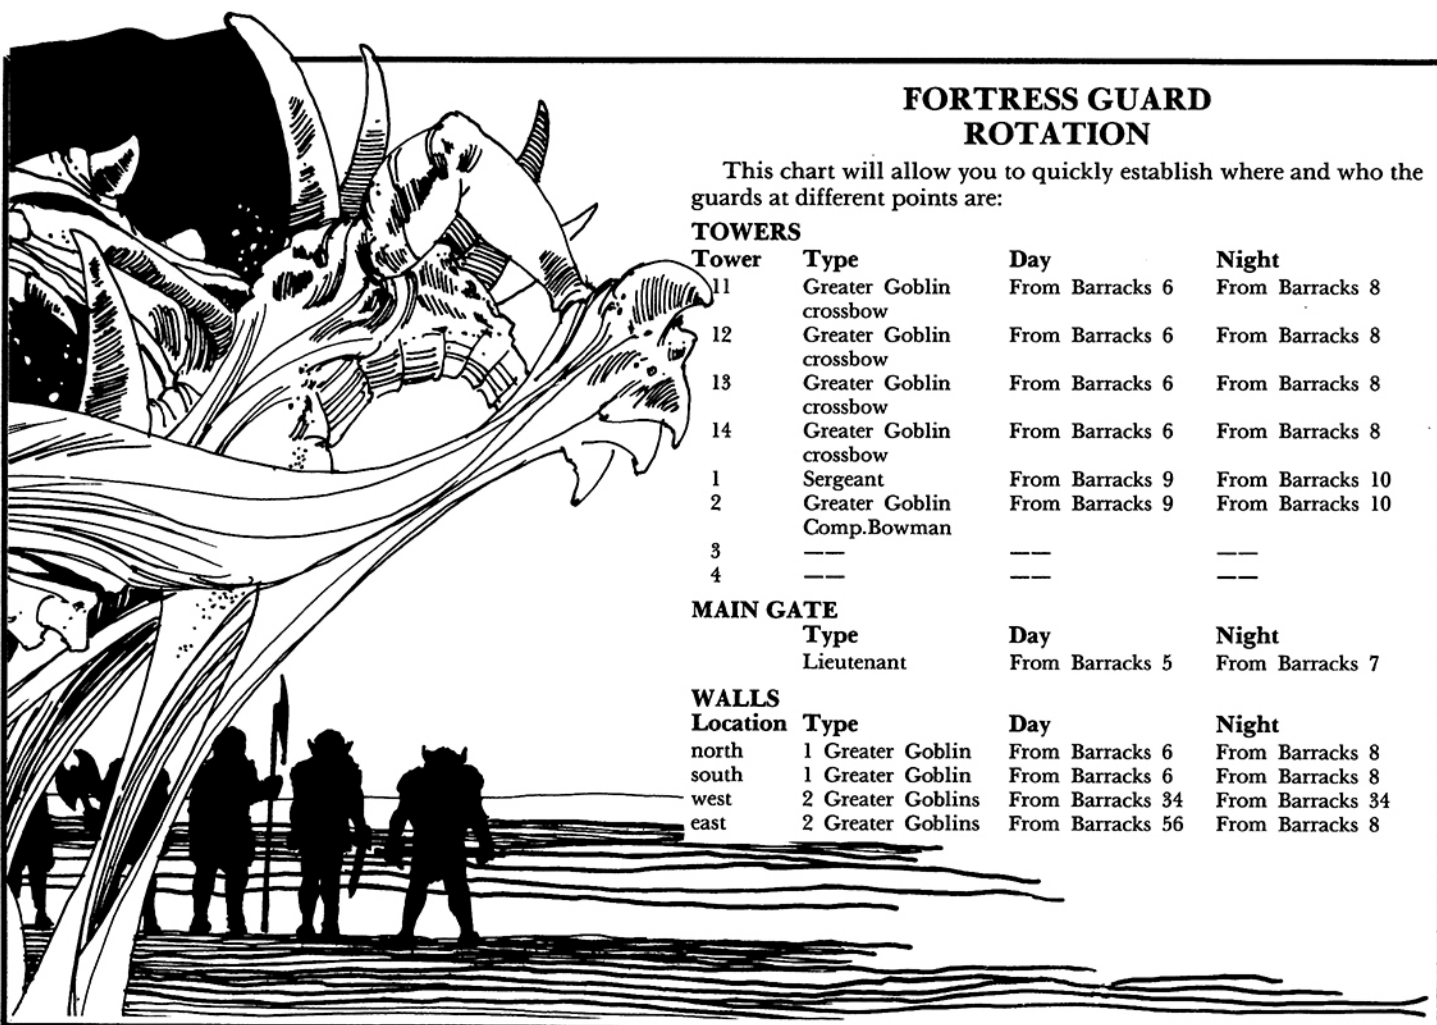 FORTRESS GUARD
ROTATION
This chart will allow you to quickly establish where and who the
guards at different points are:
TOWERS
Tower Type Day Night
11 Greater Goblin From Barracks 6 From Barracks 8
crossbow
12 Greater Goblin From Barracks 6 From Barracks 8
crossbow
13 Greater Goblin From Barracks 6 From Barracks 8
crossbow
14 Greater Goblin From Barracks 6 From Barracks 8
crossbow
1 Sergeant From Barracks 9 From Barracks 10
2 Greater Goblin From Barracks 9 From Barracks 10
Comp.Bowman
3 —— —— ——
4 —— —— ——
MAIN GATE
Type Day Night
Lieutenant From Barracks 5 From Barracks 7
WALLS
Location Type Day Night
north 1 Greater Goblin From Barracks 6 From Barracks 8
south 1 Greater Goblin From Barracks 6 From Barracks 8
west 2 Greater Goblins From Barracks 34 From Barracks 34
east 2 Greater Goblins From Barracks 56 From Barracks 8